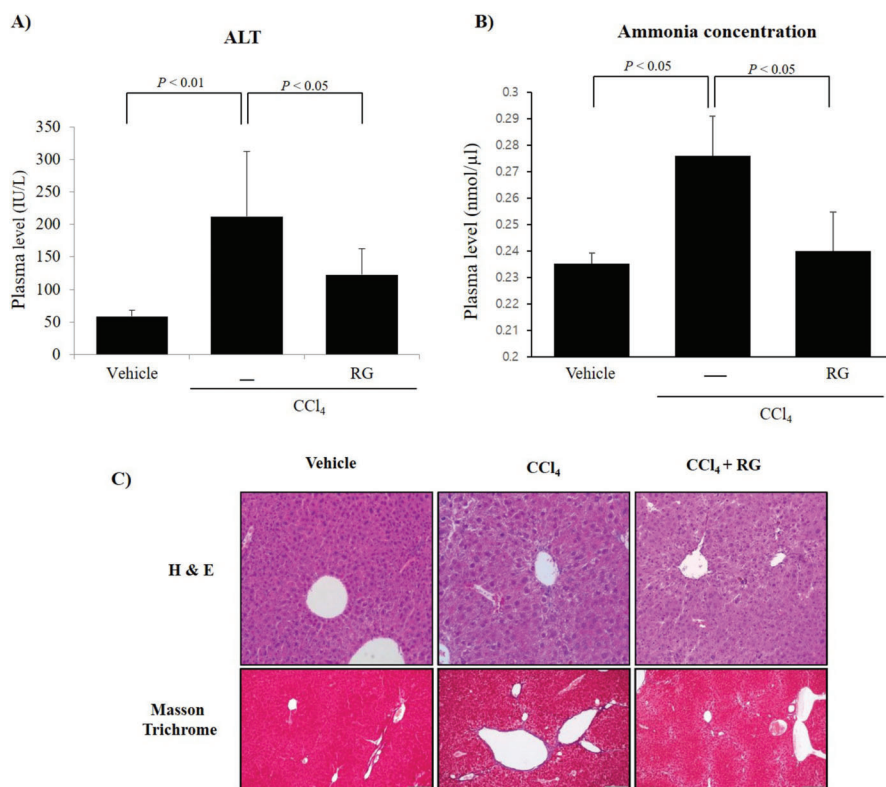 A)
ALT
P < 0.01
P < 0.05
Plasma level (IU/L)
350
300
250
200
150
100
50
0
Vehicle
—
RG
CCl₄
B)
Ammonia concentration
P < 0.05
P < 0.05
Plasma level (nmol/µl)
0.3
0.29
0.28
0.27
0.26
0.25
0.24
0.23
0.22
0.21
0.2
Vehicle
—
RG
CCl₄
C)
Vehicle
CCl₄
CCl₄ + RG
H & E
Masson
Trichrome